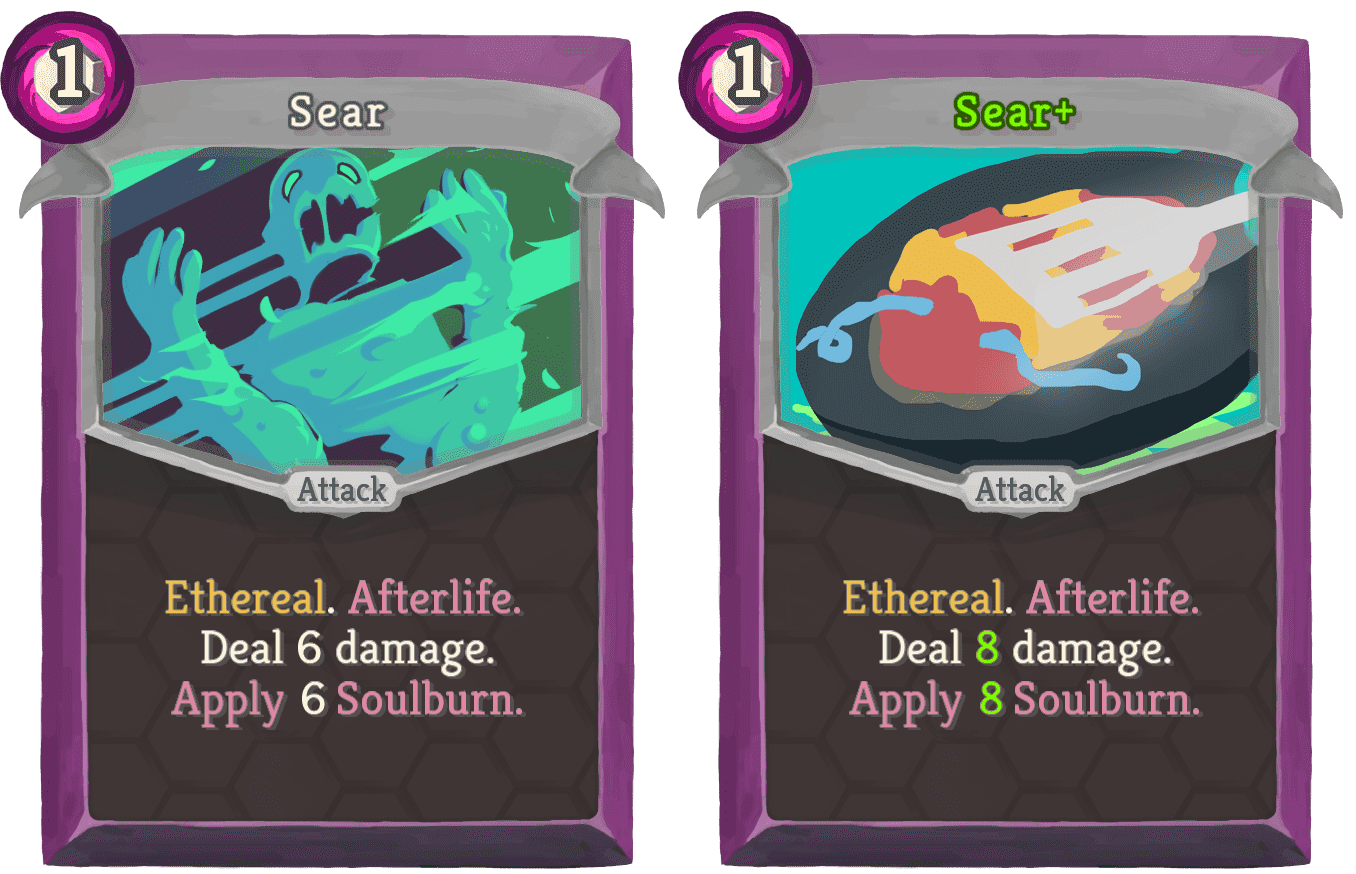 1
Sear
Attack
Ethereal. Afterlife.
Deal 6 damage.
Apply 6 Soulburn.
1
Sear+
Attack
Ethereal. Afterlife.
Deal 8 damage.
Apply 8 Soulburn.